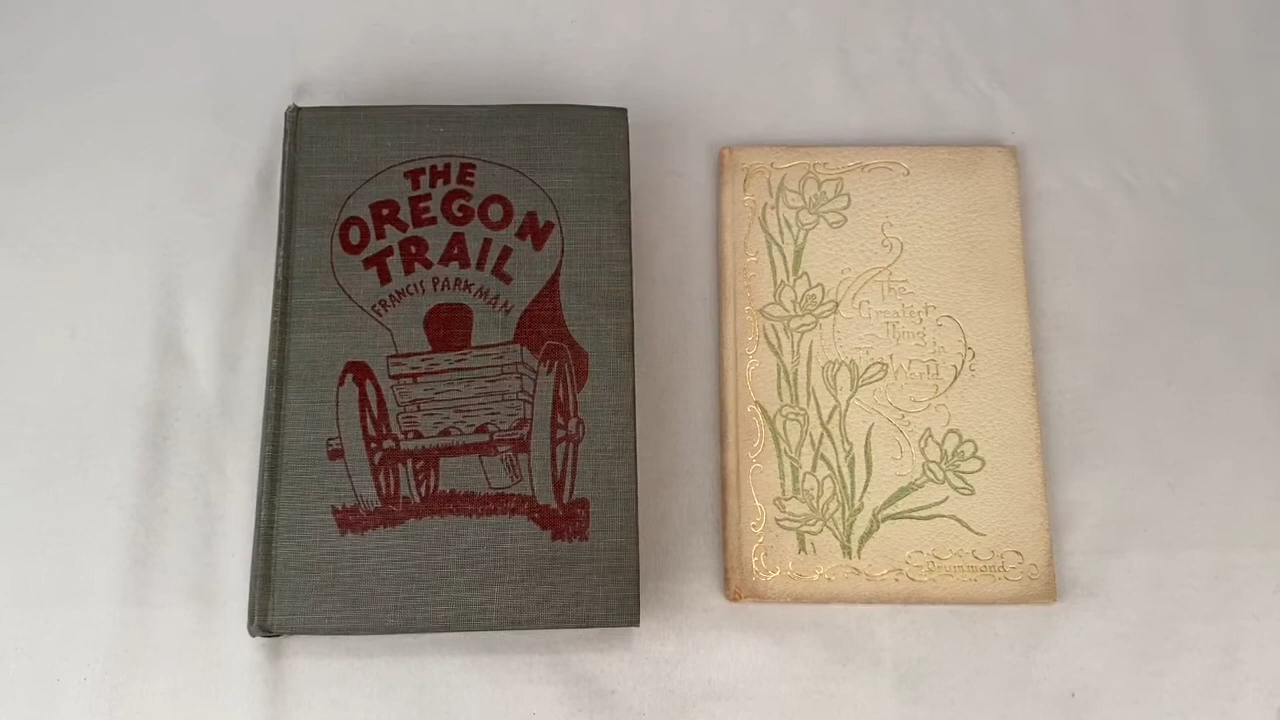 THE
OREGON
TRAIL
FRANCIS PARKMAN
The
Greatest
Thing in
The World
Drummond